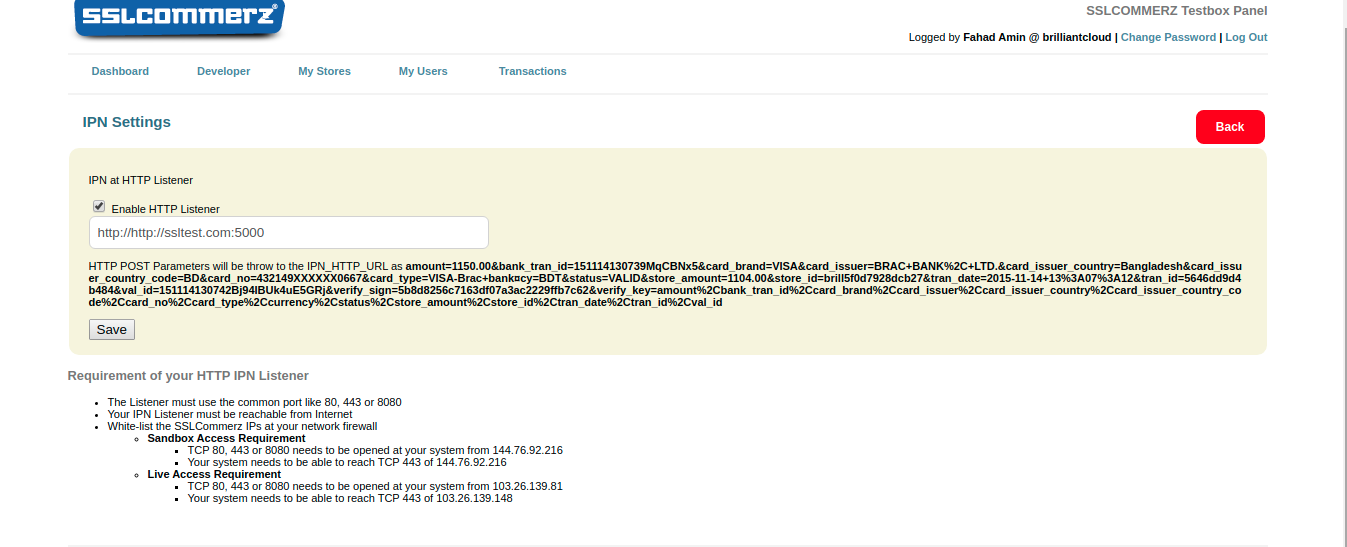 SSLCOMMERZ®
SSLCOMMERZ Testbox Panel
Logged by Fahad Amin @ brilliantcloud | Change Password | Log Out
Dashboard Developer My Stores My Users Transactions
IPN Settings
Back
IPN at HTTP Listener
Enable HTTP Listener
http://http://ssltest.com:5000
HTTP POST Parameters will be throw to the IPN_HTTP_URL as amount=1150.00&bank_tran_id=151114130739MqCBNx5&card_brand=VISA&card_issuer=BRAC+BANK%2C+LTD.&card_issuer_country=Bangladesh&card_issu
er_country_code=BD&card_no=432149XXXXXX0667&card_type=VISA-Brac+bank¤cy=BDT&status=VALID&store_amount=1104.00&store_id=brill5f0d7928dcb27&tran_date=2015-11-14+13%3A07%3A12&tran_id=5646dd9d4
b484&val_id=151114130742Bj94IBUk4uE5GRj&verify_sign=5b8d8256c7163df07a3ac2229ffb7c62&verify_key=amount%2Cbank_tran_id%2Ccard_brand%2Ccard_issuer%2Ccard_issuer_country%2Ccard_issuer_country_co
de%2Ccard_no%2Ccard_type%2Ccurrency%2Cstatus%2Cstore_amount%2Cstore_id%2Ctran_date%2Ctran_id%2Cval_id
Save
Requirement of your HTTP IPN Listener
The Listener must use the common port like 80, 443 or 8080
Your IPN Listener must be reachable from Internet
White-list the SSLCommerz IPs at your network firewall
Sandbox Access Requirement
TCP 80, 443 or 8080 needs to be opened at your system from 144.76.92.216
Your system needs to be able to reach TCP 443 of 144.76.92.216
Live Access Requirement
TCP 80, 443 or 8080 needs to be opened at your system from 103.26.139.81
Your system needs to be able to reach TCP 443 of 103.26.139.148